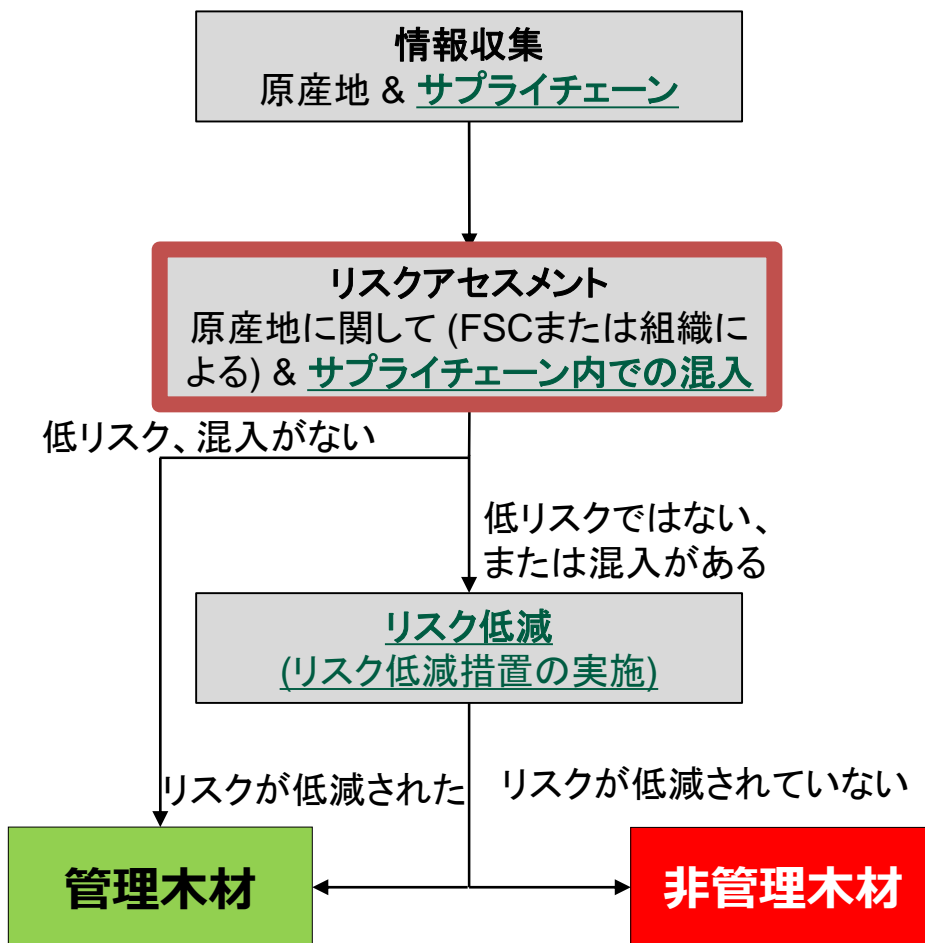 情報収集
原産地 & サプライチェーン
リスクアセスメント
原産地に関して (FSCまたは組織に
よる) & サプライチェーン内での混入
低リスク、混入がない
低リスクではない、
または混入がある
リスク低減
(リスク低減措置の実施)
リスクが低減された
リスクが低減されていない
管理木材
非管理木材